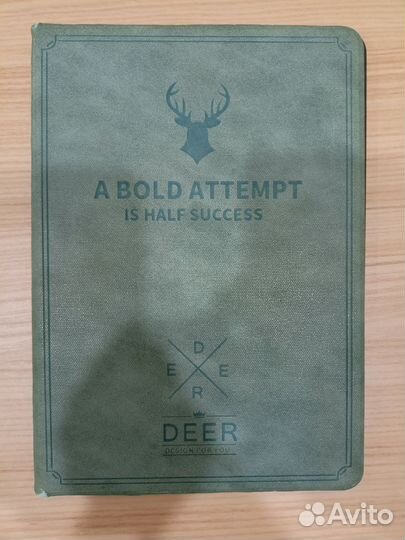 A BOLD ATTEMPT
IS HALF SUCCESS
D
E E
R
DEER
DESIGN FOR YOU
Avito